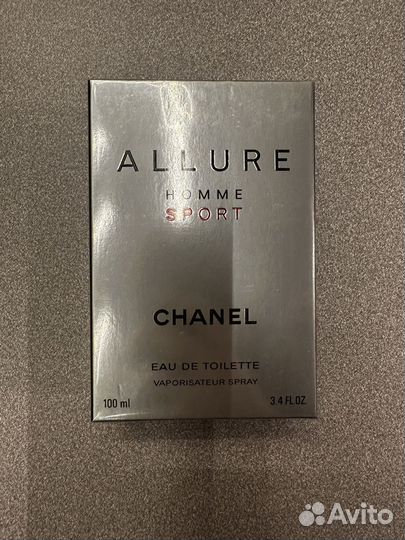 ALLURE
HOMME
SPORT
CHANEL
EAU DE TOILETTE
VAPORISATEUR SPRAY
100 ml 3.4 FL.OZ.
Avito